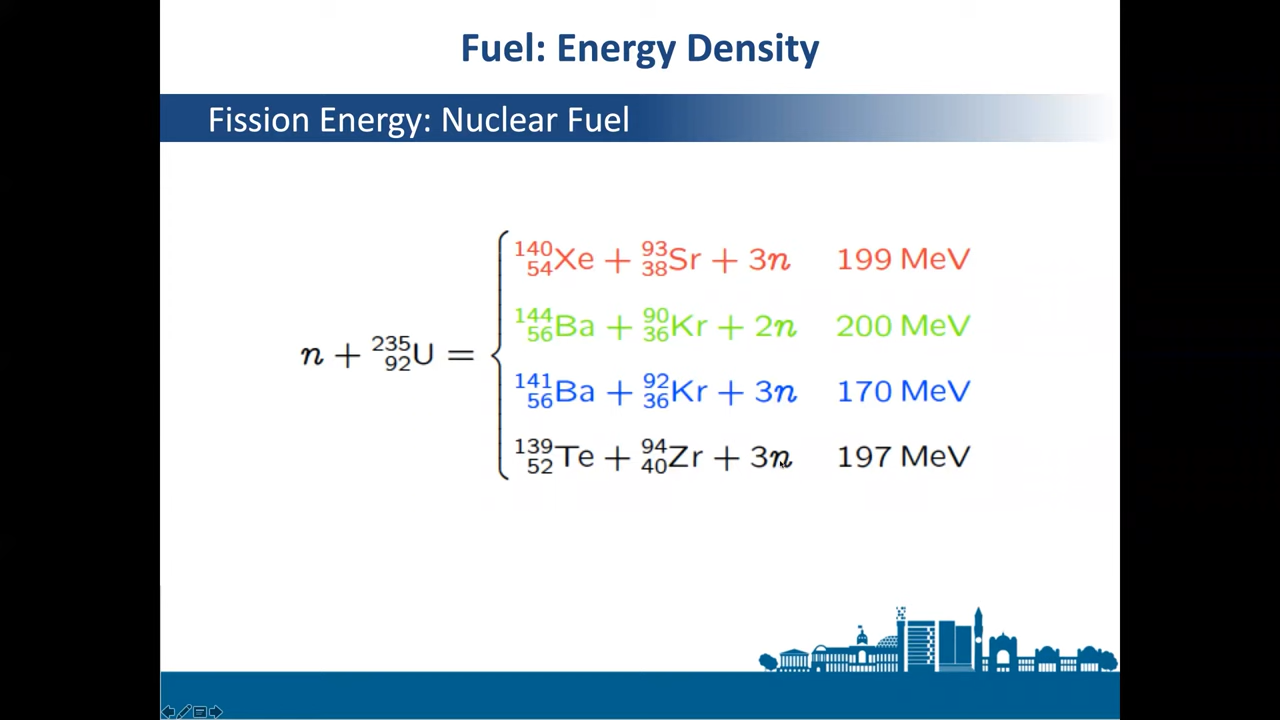 Fuel: Energy Density
Fission Energy: Nuclear Fuel
n + ²³⁵₉₂U =
¹⁴⁰₅₄Xe + ⁹³₃₈Sr + 3n 199 MeV
¹⁴⁴₅₆Ba + ⁹⁰₃₆Kr + 2n 200 MeV
¹⁴¹₅₆Ba + ⁹²₃₆Kr + 3n 170 MeV
¹³⁹₅₂Te + ⁹⁴₄₀Zr + 3n 197 MeV